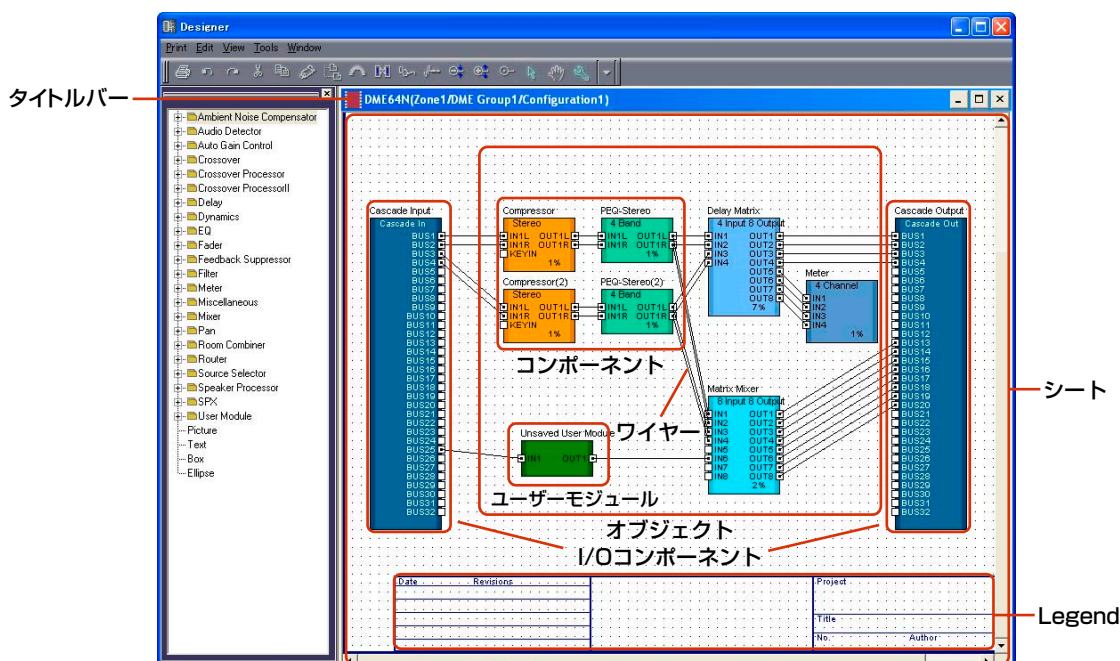 Designer
Print Edit View Tools Window
タイトルバー
DME64N(Zone1/DME Group1/Configuration1)
Ambient Noise Compensator
Audio Detector
Auto Gain Control
Crossover
Crossover Processor
Crossover ProcessorII
Delay
Dynamics
EQ
Fader
Feedback Suppressor
Filter
Meter
Miscellaneous
Mixer
Pan
Room Combiner
Router
Source Selector
Speaker Processor
SPX
User Module
Picture
Text
Box
Ellipse
Cascade Input
Cascade In
BUS1
BUS2
BUS3
BUS4
BUS5
BUS6
BUS7
BUS8
BUS9
BUS10
BUS11
BUS12
BUS13
BUS14
BUS15
BUS16
BUS17
BUS18
BUS19
BUS20
BUS21
BUS22
BUS23
BUS24
BUS25
BUS26
BUS27
BUS28
BUS29
BUS30
BUS31
BUS32
Compressor
Stereo
IN1L OUT1L
IN1R OUT1R
KEYIN
1%
PEQ-Stereo
4 Band
IN1L OUT1L
IN1R OUT1R
1%
Compressor(2)
Stereo
IN1L OUT1L
IN1R OUT1R
KEYIN
1%
PEQ-Stereo(2)
4 Band
IN1L OUT1L
IN1R OUT1R
1%
コンポーネント
Delay Matrix
4 Input 8 Output
IN1 OUT1
IN2 OUT2
IN3 OUT3
IN4 OUT4
OUT5
OUT6
OUT7
OUT8
7%
Meter
4 Channel
IN1
IN2
IN3
IN4
1%
Matrix Mixer
8 Input 8 Output
IN1 OUT1
IN2 OUT2
IN3 OUT3
IN4 OUT4
IN5 OUT5
IN6 OUT6
IN7 OUT7
IN8 OUT8
2%
ワイヤー
Unsaved User Module
IN1 OUT1
ユーザーモジュール
オブジェクト
I/Oコンポーネント
Cascade Output
Cascade Out
BUS1
BUS2
BUS3
BUS4
BUS5
BUS6
BUS7
BUS8
BUS9
BUS10
BUS11
BUS12
BUS13
BUS14
BUS15
BUS16
BUS17
BUS18
BUS19
BUS20
BUS21
BUS22
BUS23
BUS24
BUS25
BUS26
BUS27
BUS28
BUS29
BUS30
BUS31
BUS32
シート
Date Revisions
Project
Title
No. Author
Legend